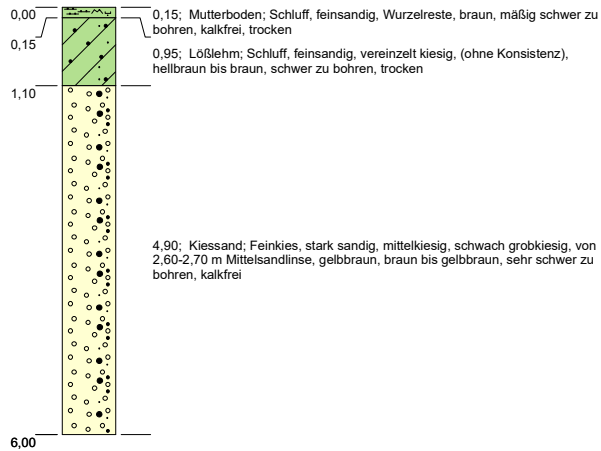 0,00
0,15; Mutterboden; Schluff, feinsandig, Wurzelreste, braun, mäßig schwer zu
bohren, kalkfrei, trocken
0,15
0,95; Lößlehm; Schluff, feinsandig, vereinzelt kiesig, (ohne Konsistenz),
hellbraun bis braun, schwer zu bohren, trocken
1,10
4,90; Kiessand; Feinkies, stark sandig, mittelkiesig, schwach grobkiesig, von
2,60-2,70 m Mittelsandlinse, gelbbraun, braun bis gelbbraun, sehr schwer zu
bohren, kalkfrei
6,00